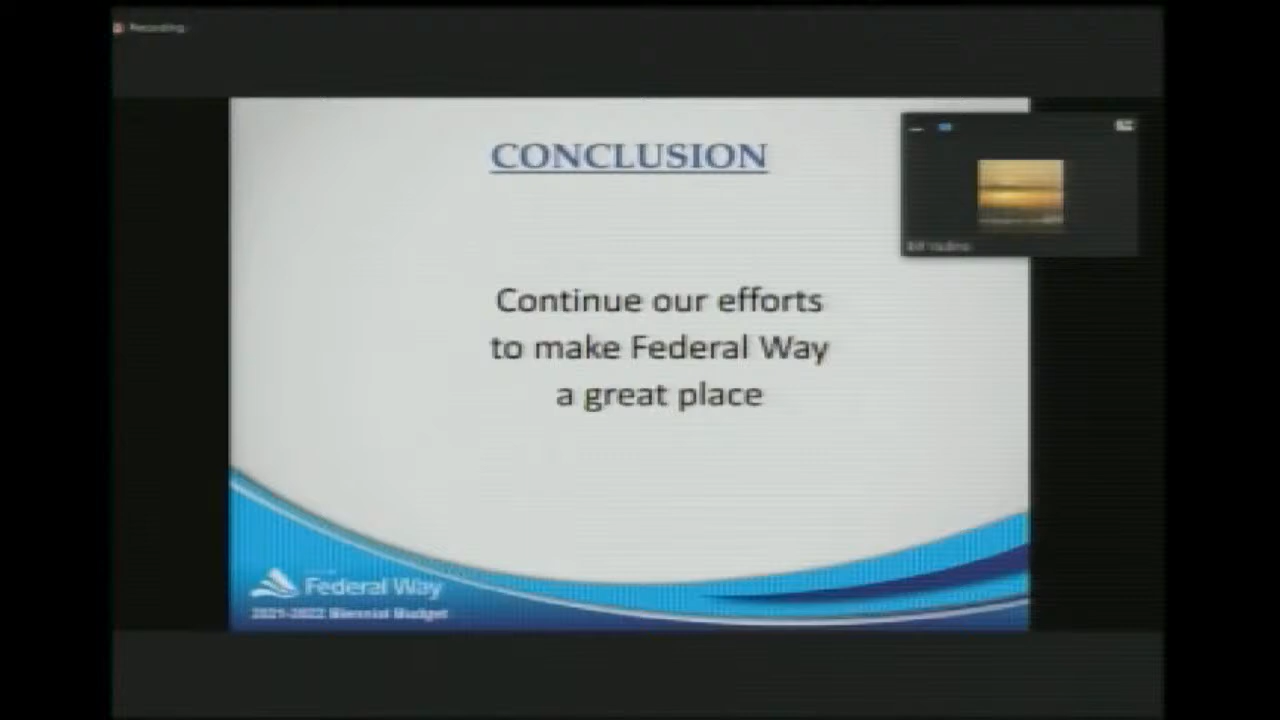 Recording...
CONCLUSION
Continue our efforts
to make Federal Way
a great place
Federal Way
2021-2022 Biennial Budget